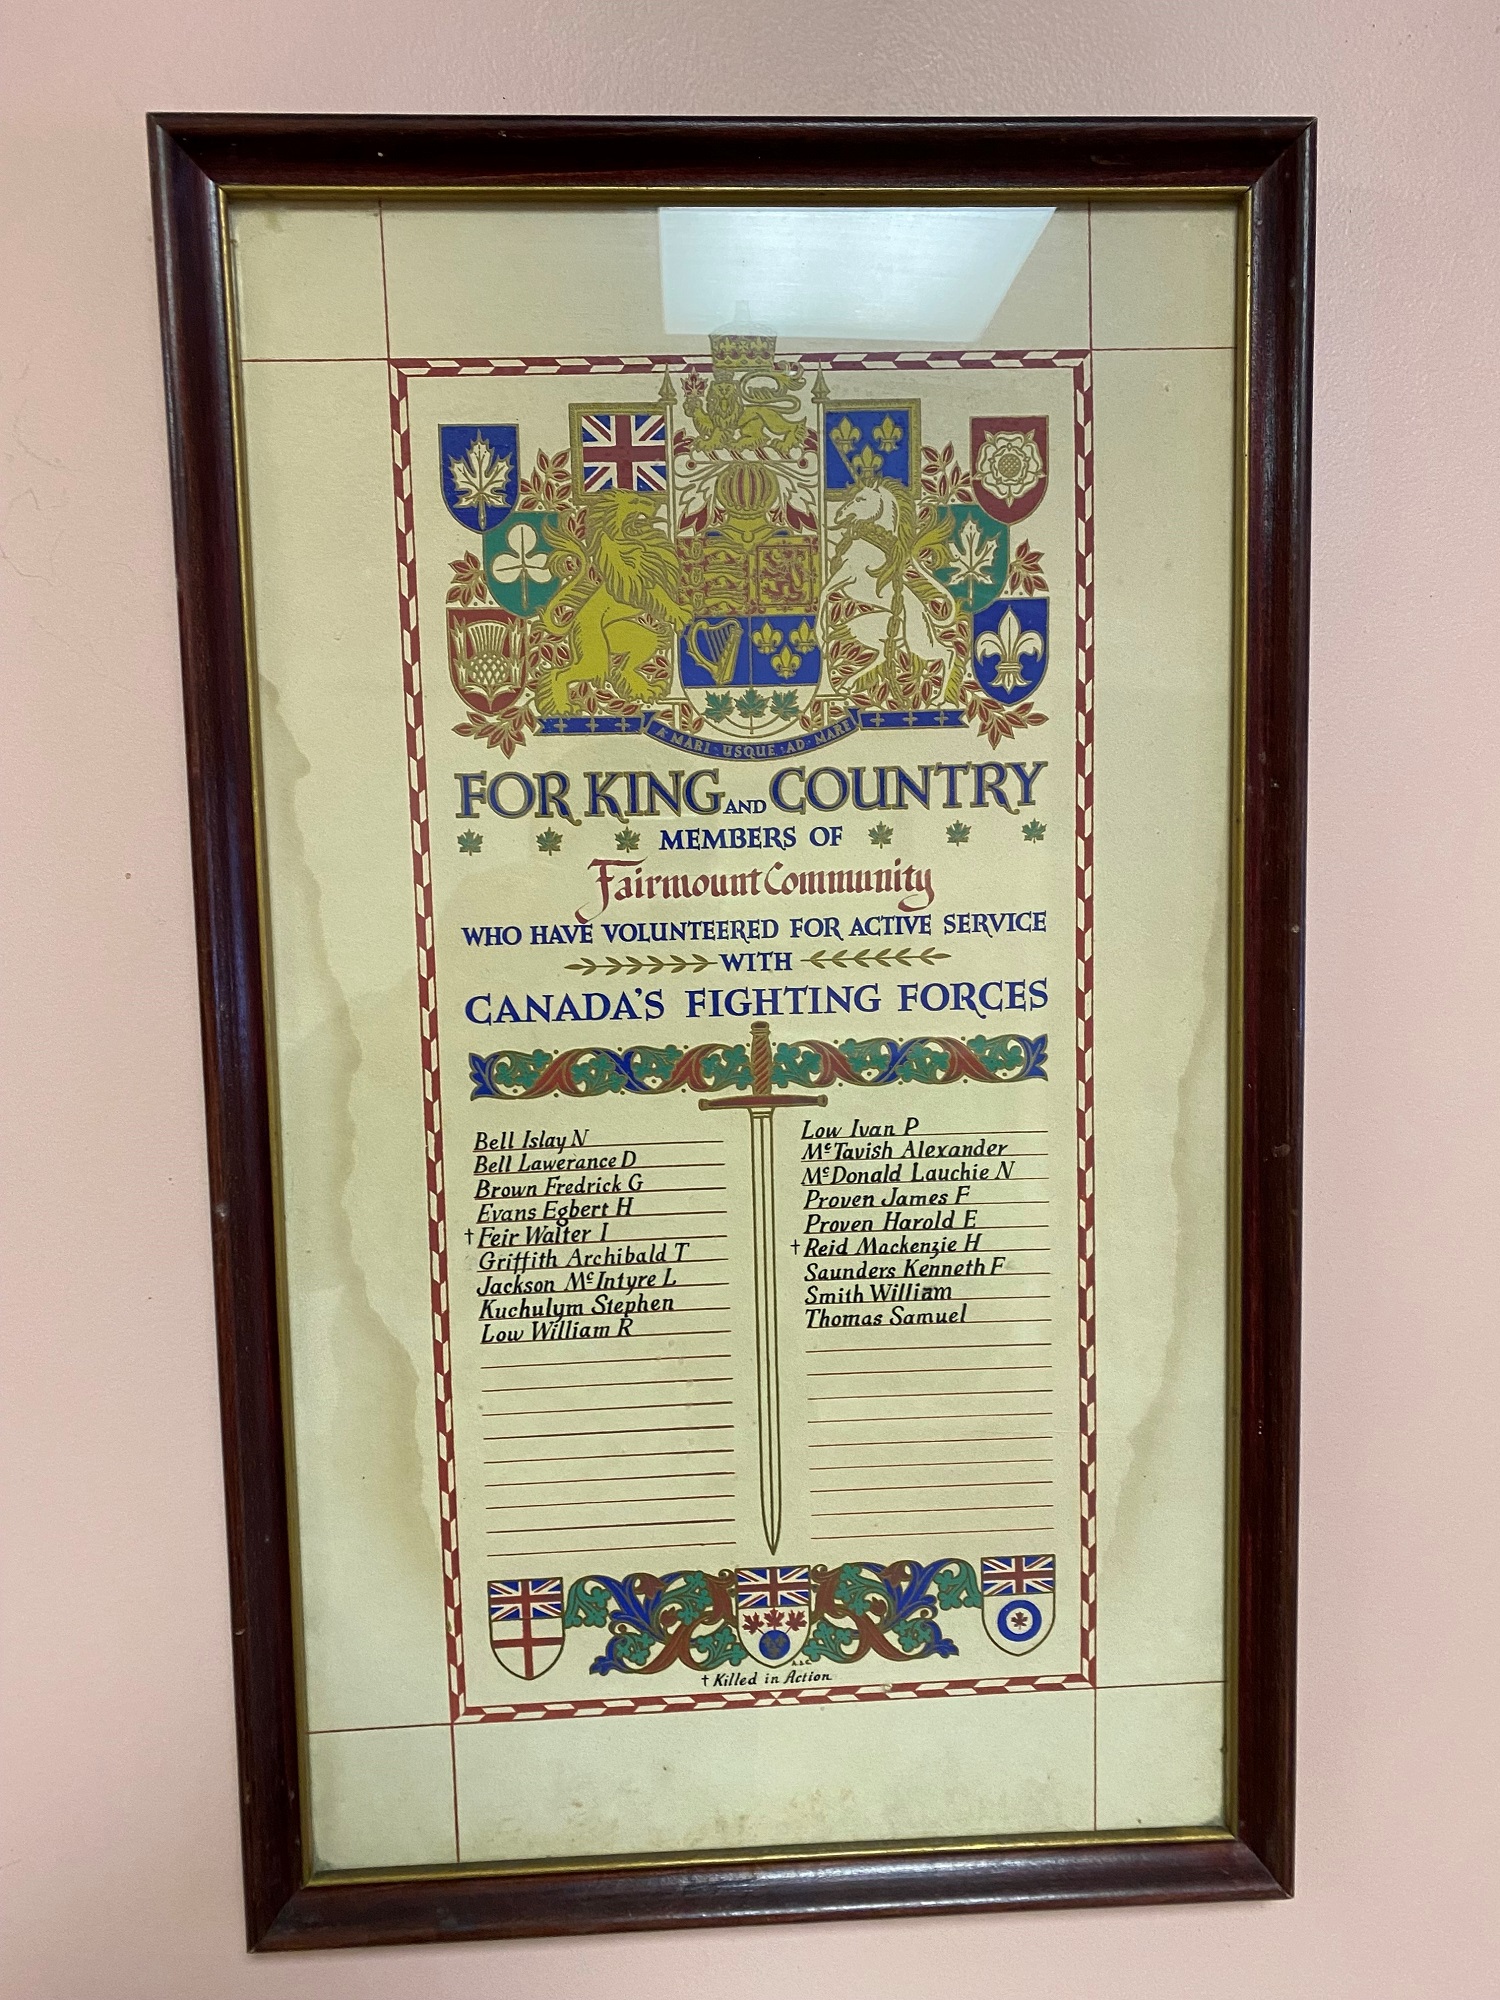 A MARI · USQUE · AD · MARE
FOR KING AND COUNTRY
MEMBERS OF
Fairmount Community
WHO HAVE VOLUNTEERED FOR ACTIVE SERVICE
WITH
CANADA'S FIGHTING FORCES
Bell Islay N
Bell Lawerance D
Brown Fredrick G
Evans Egbert H
† Feir Walter I
Griffith Archibald T
Jackson McIntyre L
Kuchulym Stephen
Low William R
Low Ivan P
McTavish Alexander
McDonald Lauchie N
Proven James F
Proven Harold E
† Reid Mackenzie H
Saunders Kenneth F
Smith William
Thomas Samuel
† Killed in Action